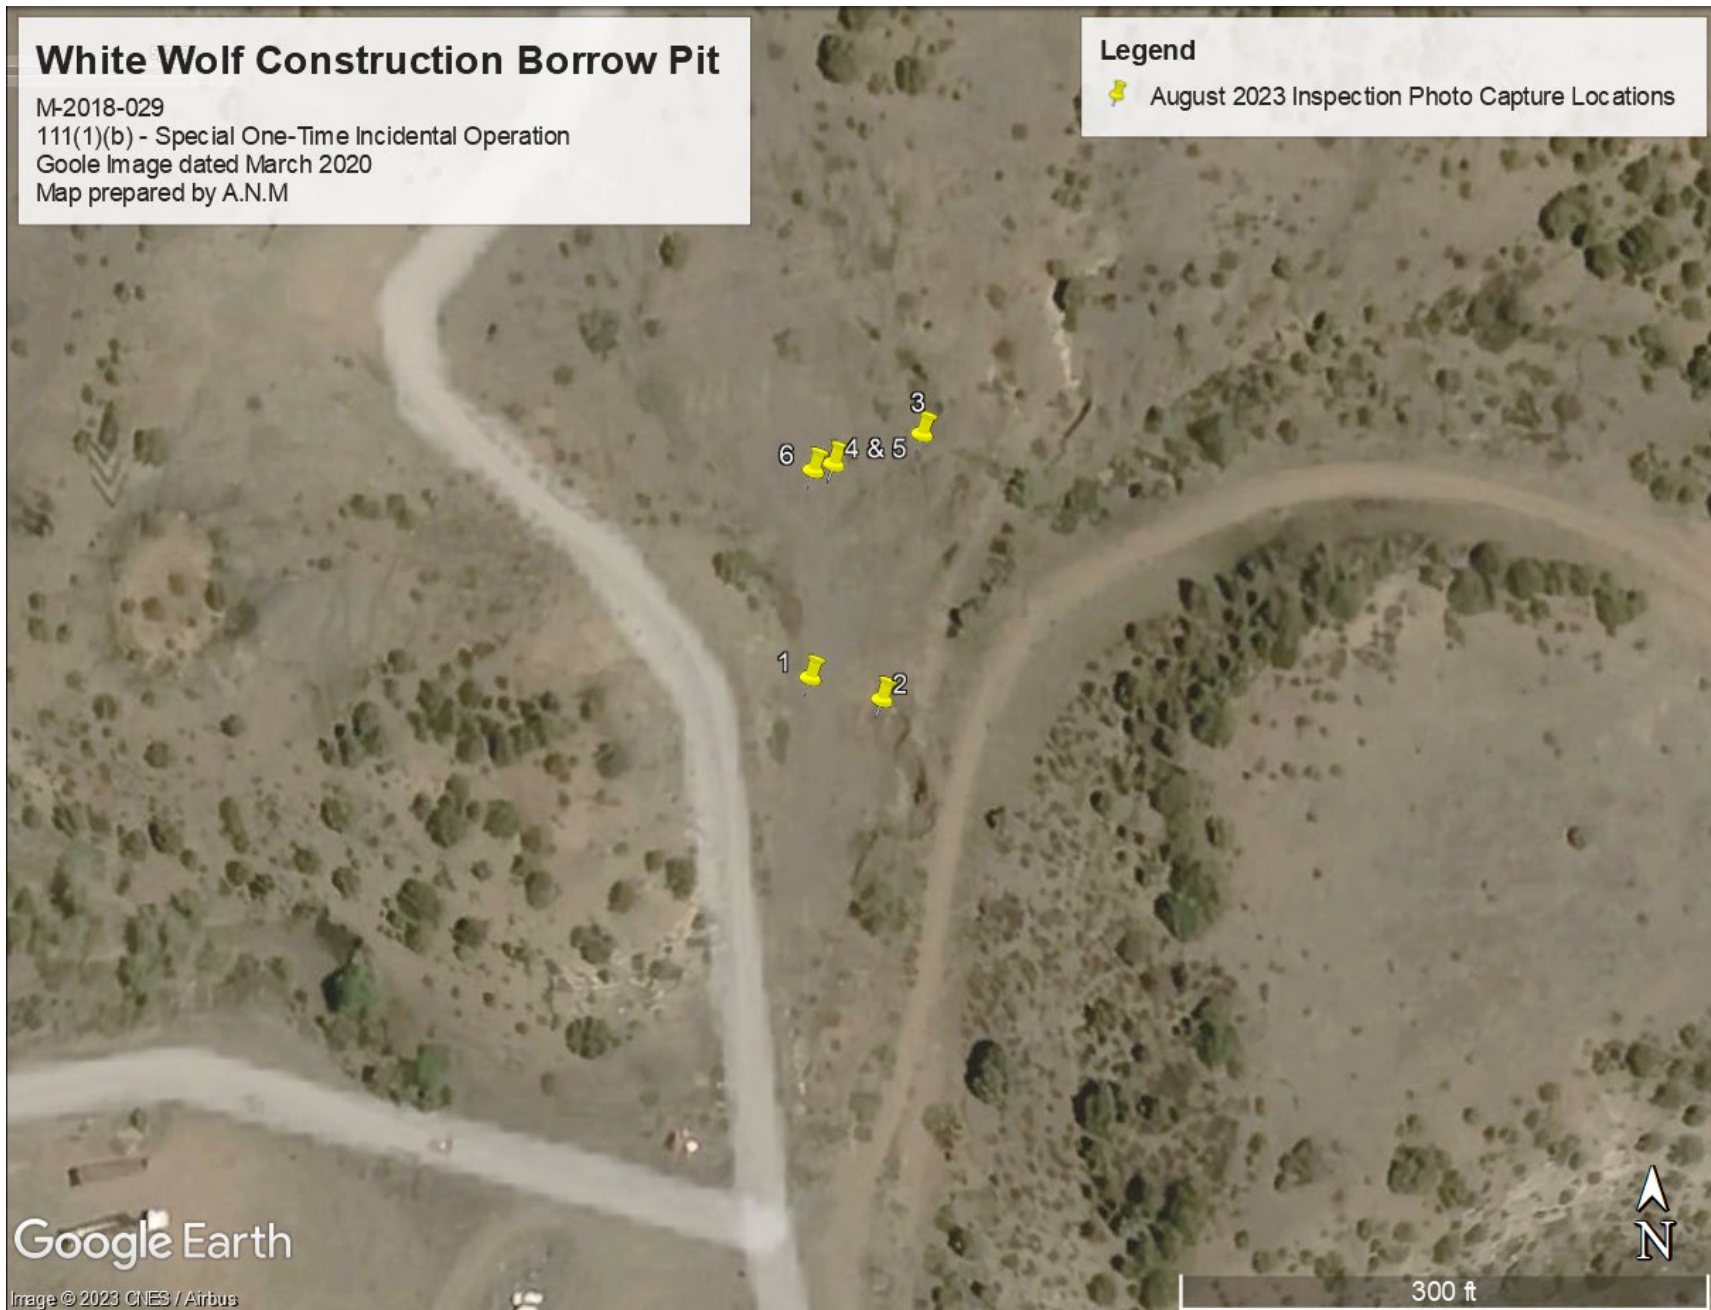 White Wolf Construction Borrow Pit
M-2018-029
111(1)(b) - Special One-Time Incidental Operation
Goole Image dated March 2020
Map prepared by A.N.M
Legend
August 2023 Inspection Photo Capture Locations
3
6
4 & 5
1
2
N
Google Earth
Image © 2023 CNES / Airbus
300 ft